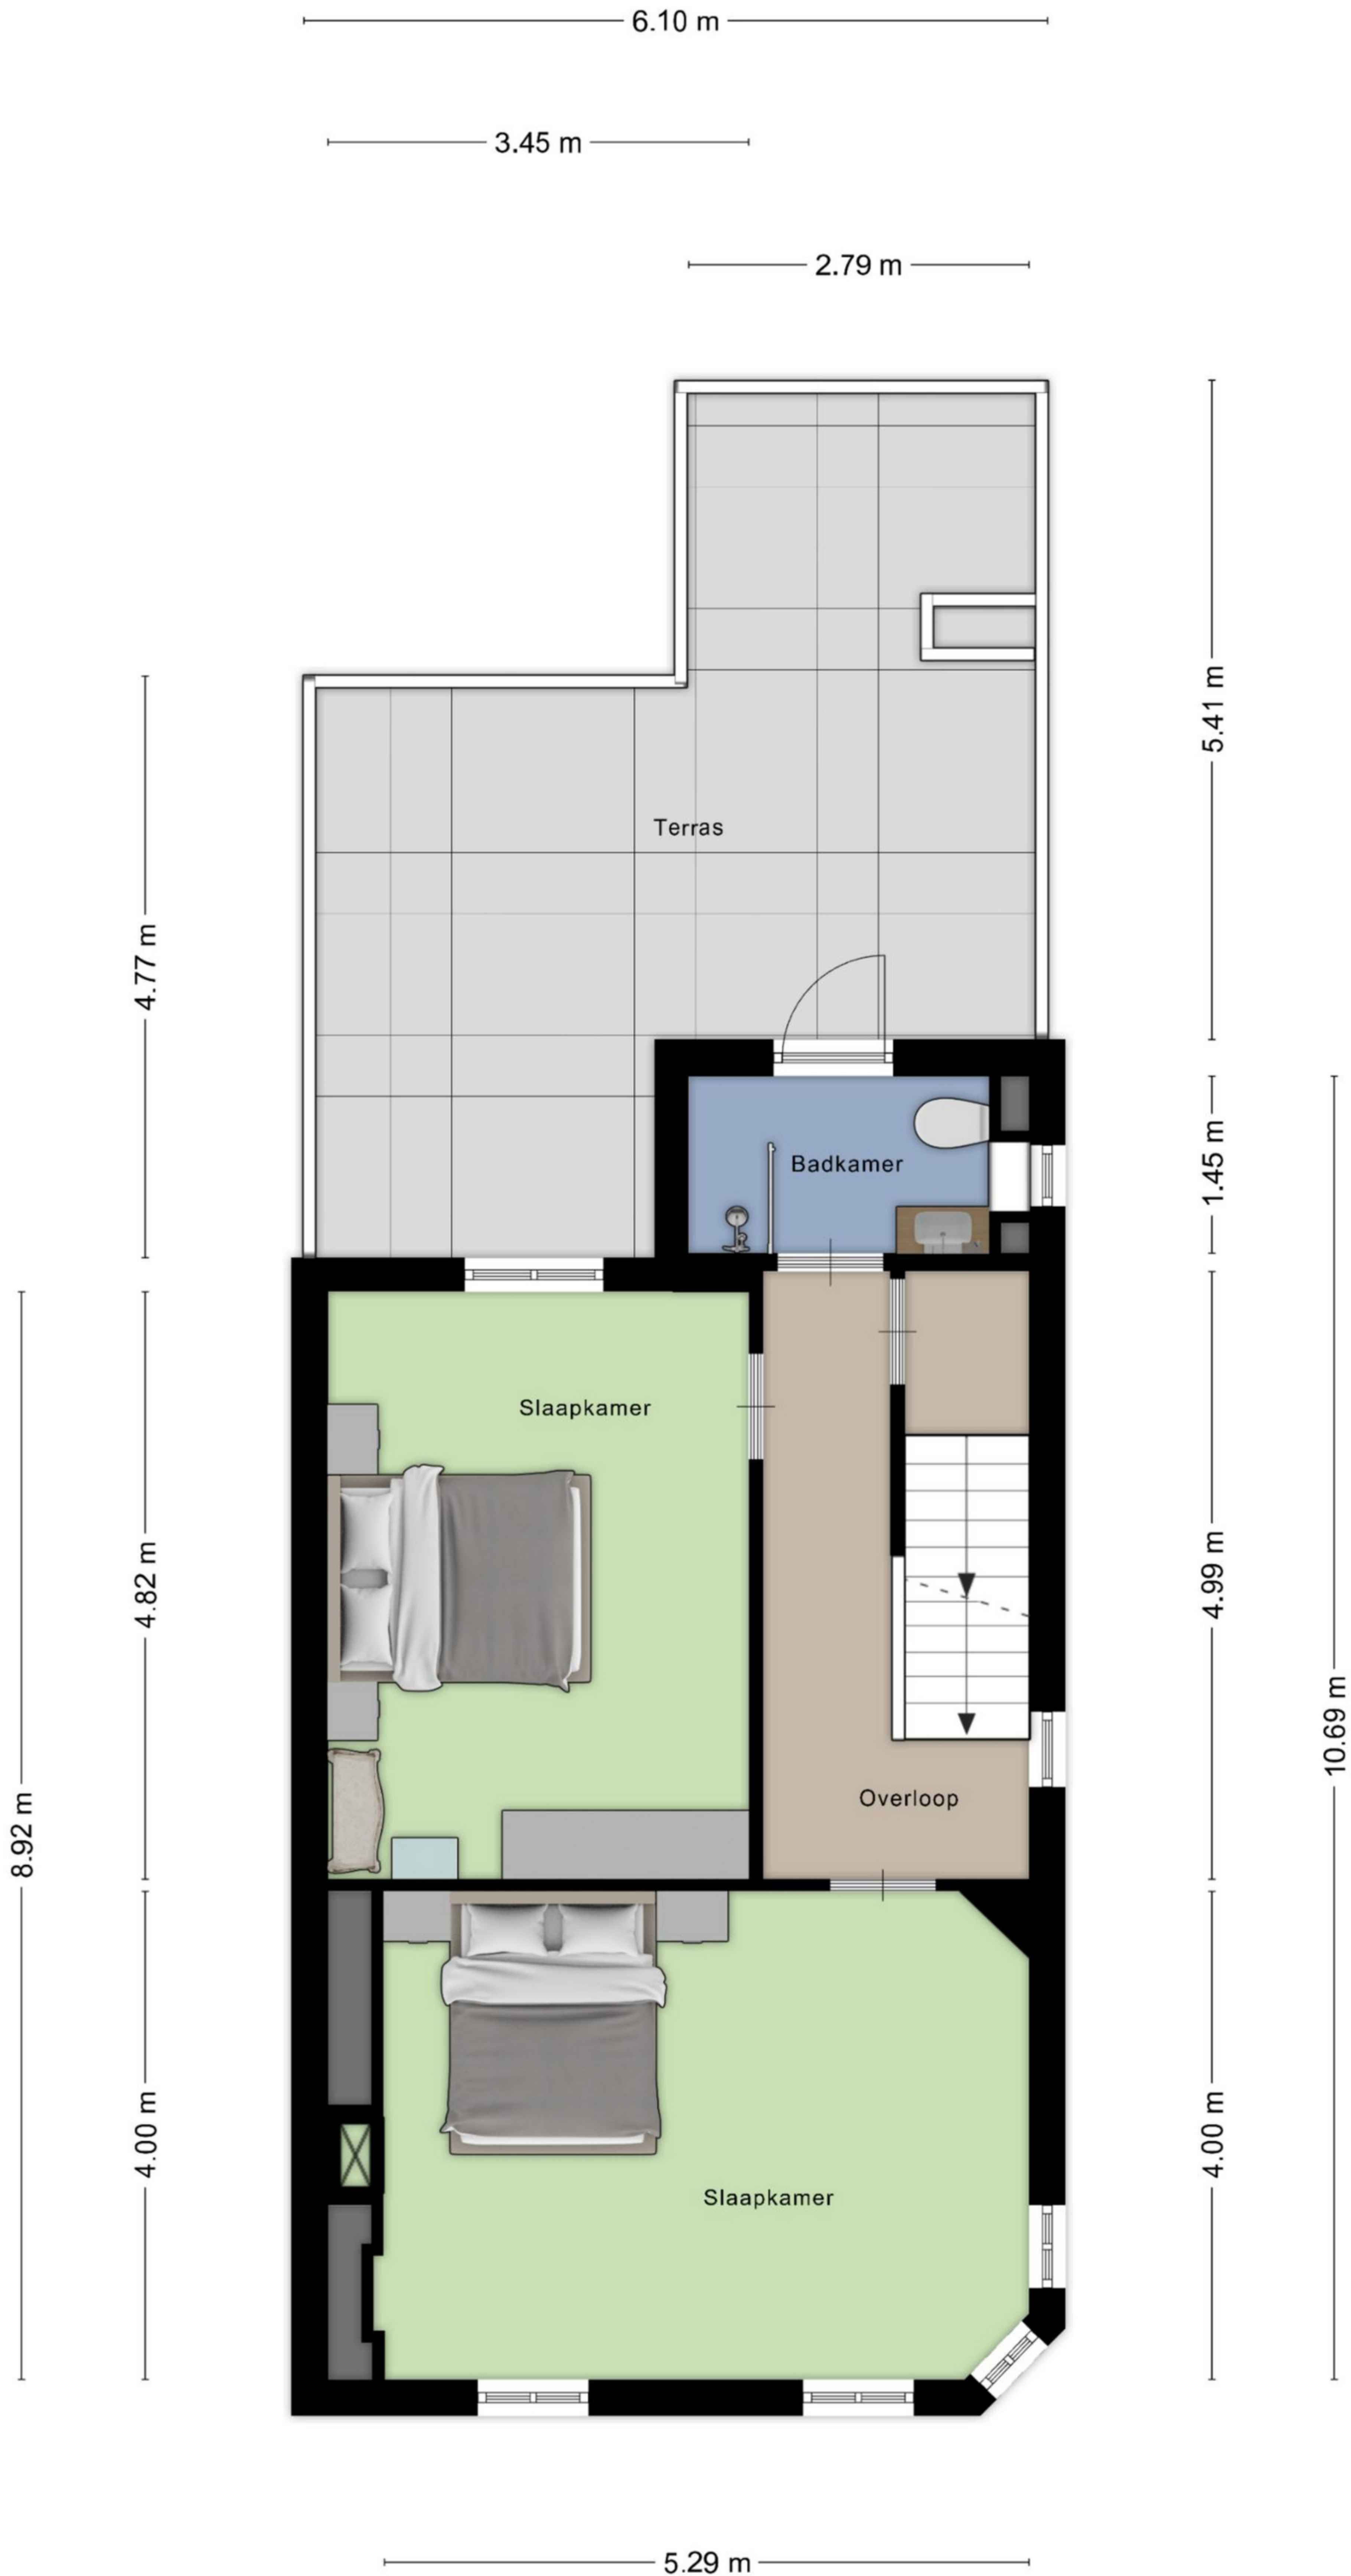 6.10 m
3.45 m
2.79 m
5.41 m
Terras
4.77 m
Badkamer
1.45 m
Slaapkamer
4.82 m
4.99 m
10.69 m
Overloop
8.92 m
4.00 m
4.00 m
Slaapkamer
5.29 m